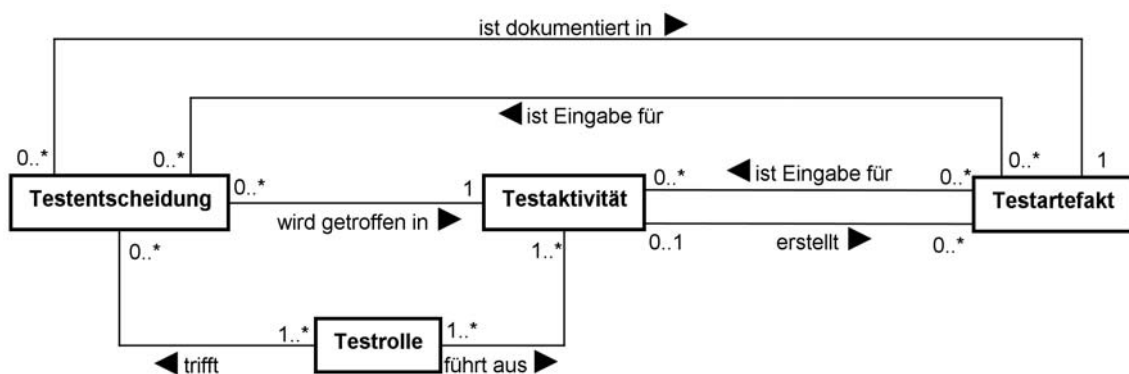 ist dokumentiert in
ist Eingabe für
0..* 0..* 0..* 1
Testentscheidung 0..* 1 Testaktivität 0..* ist Eingabe für 0..* Testartefakt
wird getroffen in 0..1 erstellt 0..*
0..* 1..*
1..* Testrolle 1..*
trifft führt aus